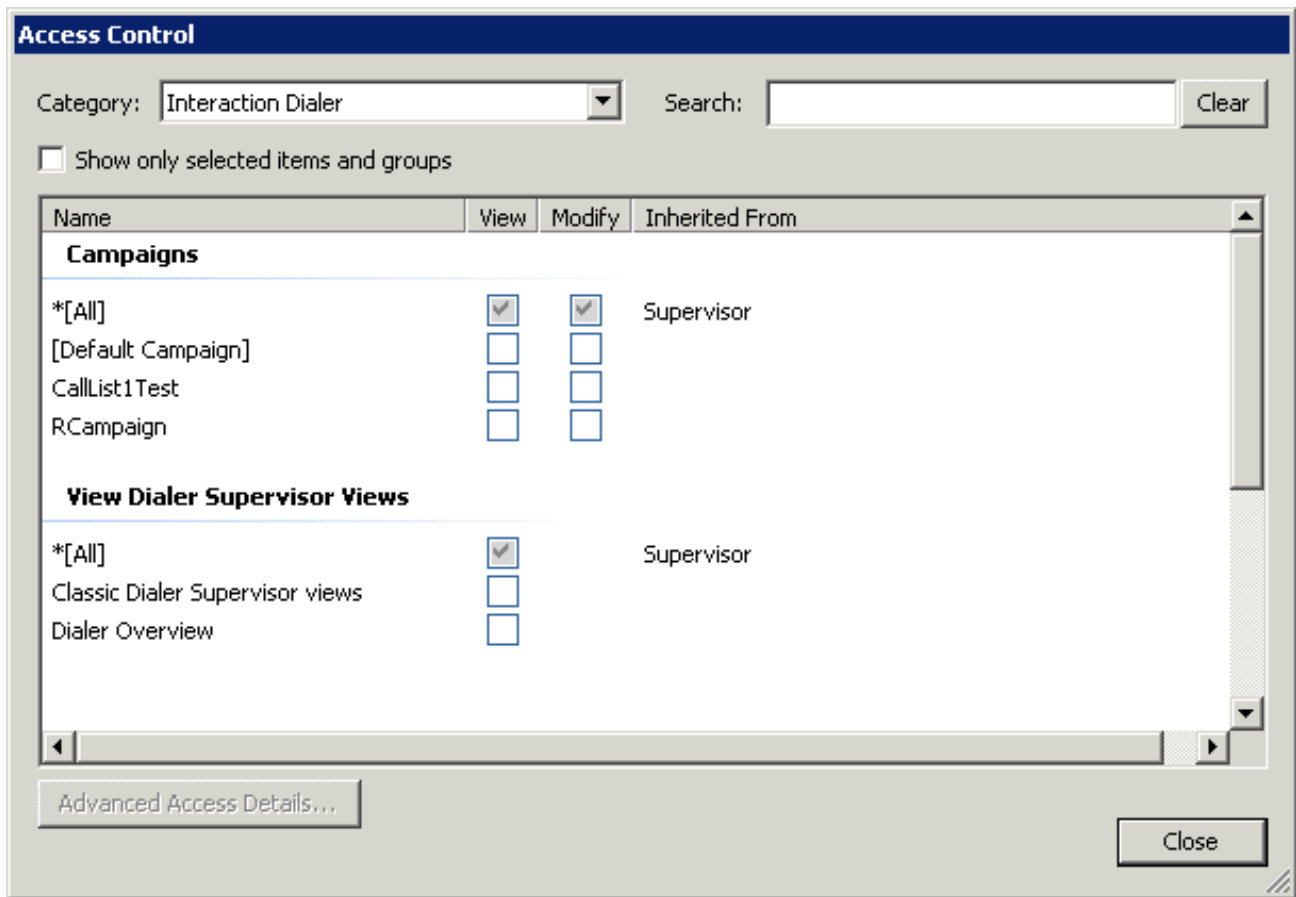 Access Control
Category: Interaction Dialer Search: Clear
Show only selected items and groups
Name View Modify Inherited From
Campaigns
*[All] Supervisor
[Default Campaign]
CallList1Test
RCampaign
View Dialer Supervisor Views
*[All] Supervisor
Classic Dialer Supervisor views
Dialer Overview
Advanced Access Details...
Close